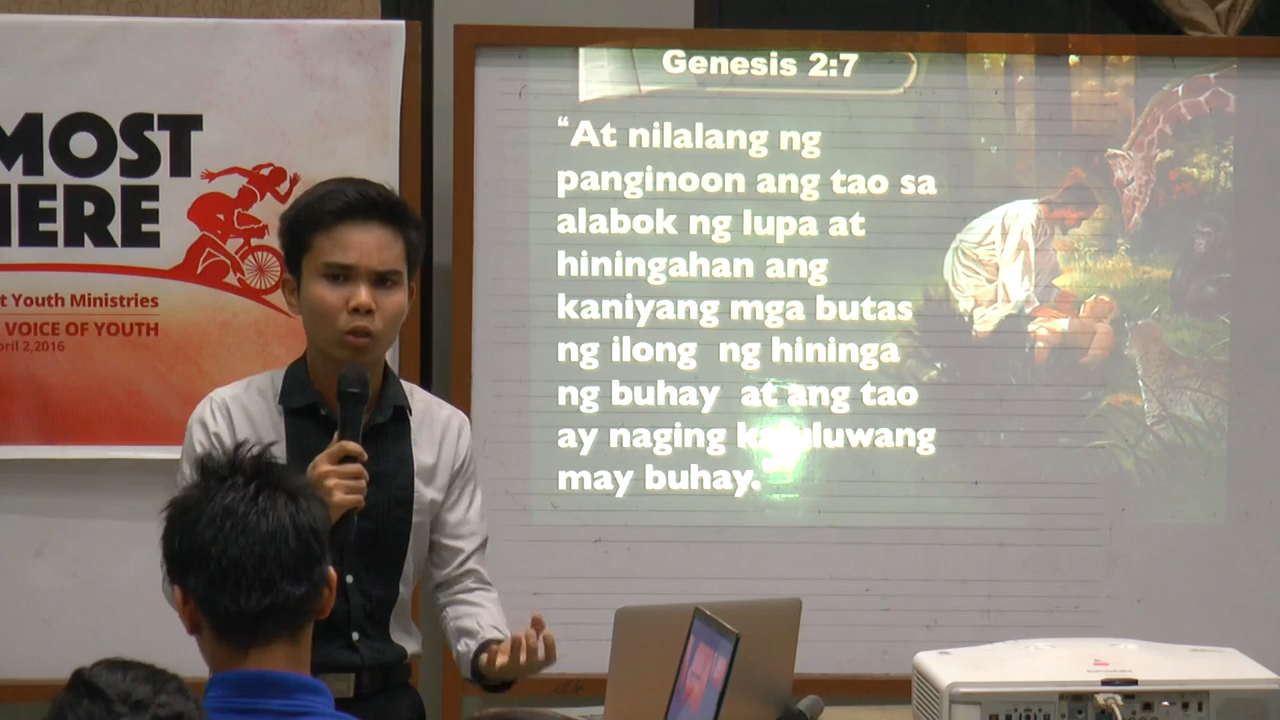 MOST
HERE
t Youth Ministries
VOICE OF YOUTH
pril 2,2016
Genesis 2:7
“At nilalang ng
panginoon ang tao sa
alabok ng lupa at
hiningahan ang
kaniyang mga butas
ng ilong ng hininga
ng buhay at ang tao
ay naging kaluluwang
may buhay.”